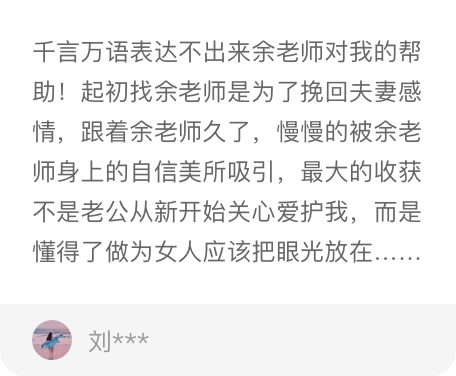 千言万语表达不出来余老师对我的帮
助！起初找余老师是为了挽回夫妻感
情，跟着余老师久了，慢慢的被余老
师身上的自信美所吸引，最大的收获
不是老公从新开始关心爱护我，而是
懂得了做为女人应该把眼光放在……
刘***